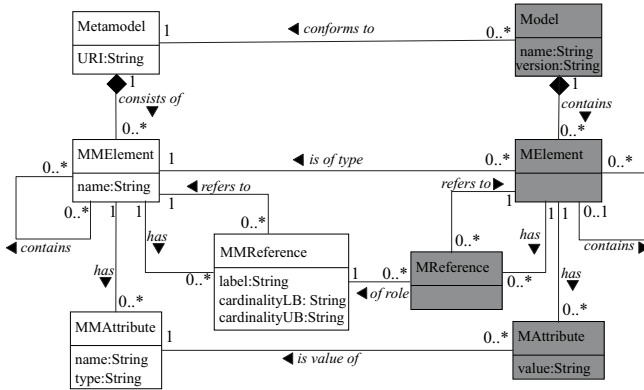 Metamodel
URI:String
1
conforms to
0..*
Model
name:String
version:String
1
consists of
0..*
1
contains
0..*
0..*
MMElement
name:String
1
is of type
0..*
MElement
0..*
0..*
1
1
1
refers to
refers to
1
1
1
0..1
contains
has
0..*
0..*
has
contains
has
0..*
MMReference
label:String
cardinalityLB: String
cardinalityUB:String
1
0..*
of role
MReference
0..*
has
0..*
0..*
MMAttribute
name:String
type:String
1
is value of
0..*
MAttribute
value:String